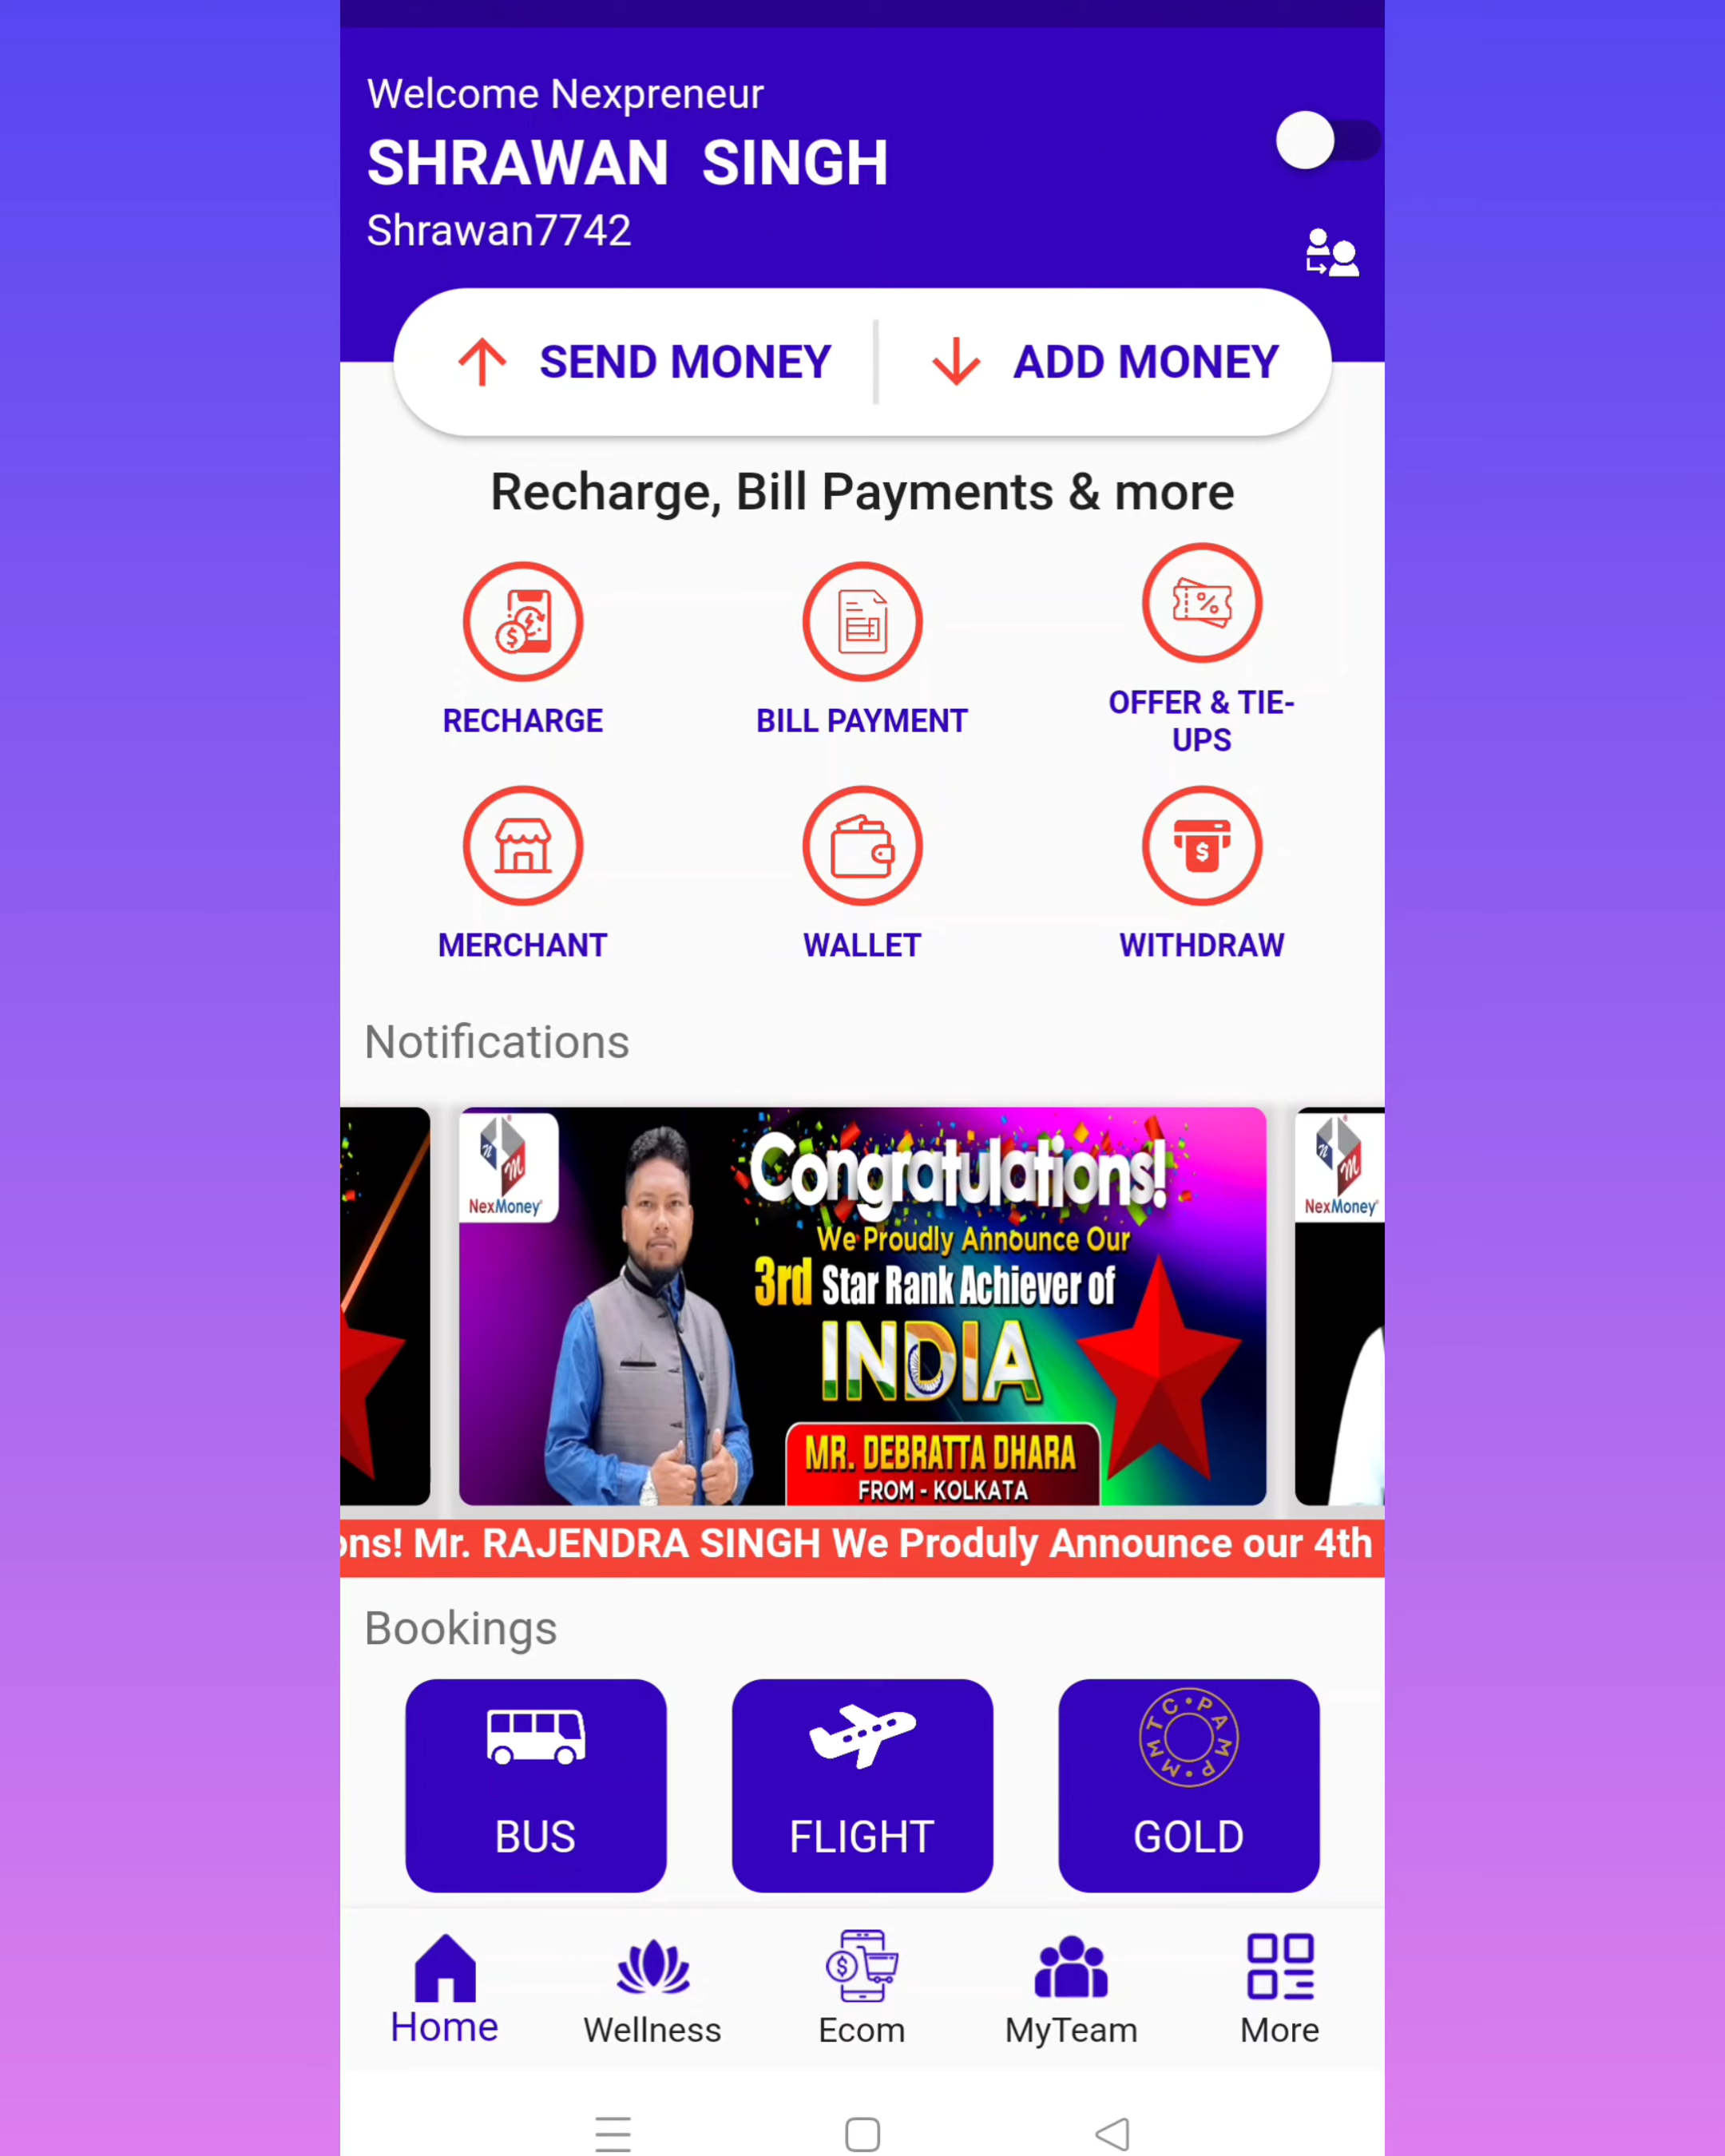 Welcome Nexpreneur
SHRAWAN SINGH
Shrawan7742
SEND MONEY
ADD MONEY
Recharge, Bill Payments & more
RECHARGE
BILL PAYMENT
OFFER & TIE-
UPS
MERCHANT
WALLET
WITHDRAW
Notifications
NexMoney
Congratulations!
We Proudly Announce Our
3rd Star Rank Achiever of
INDIA
MR. DEBRATTA DHARA
FROM - KOLKATA
NexMoney
ons! Mr. RAJENDRA SINGH We Produly Announce our 4th
Bookings
MMTC • PAMP
BUS
FLIGHT
GOLD
Home
Wellness
Ecom
MyTeam
More